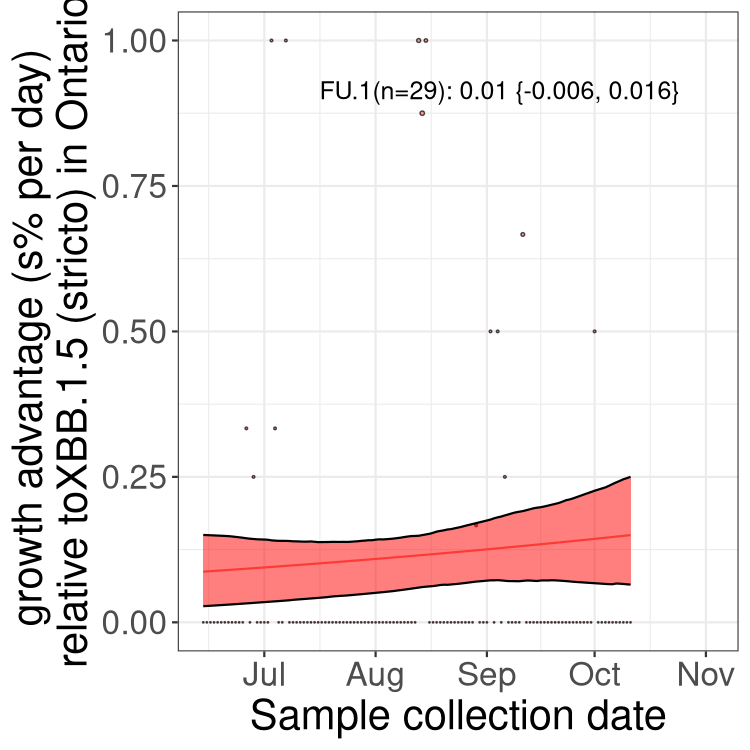 growth advantage (s% per day)
relative toXBB.1.5 (stricto) in Ontario
1.00
0.75
0.50
0.25
0.00
FU.1(n=29): 0.01 {-0.006, 0.016}
Jul Aug Sep Oct Nov
Sample collection date